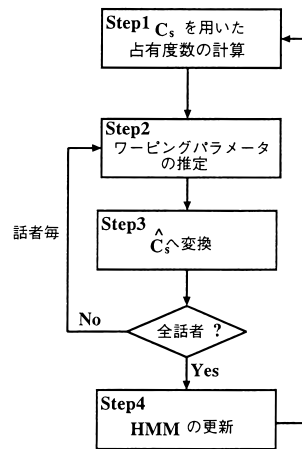 Step1 Cs を用いた
占有度数の計算
Step2
ワーピングパラメータ
の推定
Step3
Ĉsへ変換
話者毎
全話者 ?
No
Yes
Step4
HMM の更新